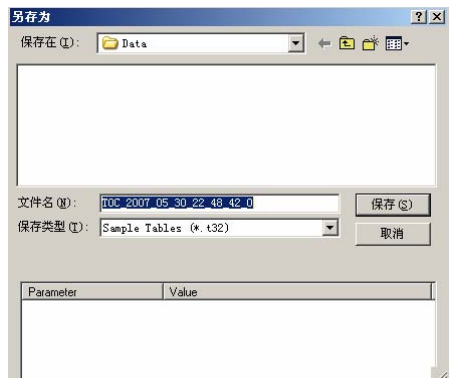 另存为
保存在(I): Data
文件名(N): TOC_2007_05_30_22_48_42_0 保存(S)
保存类型(T): Sample Tables (*.t32) 取消
Parameter Value